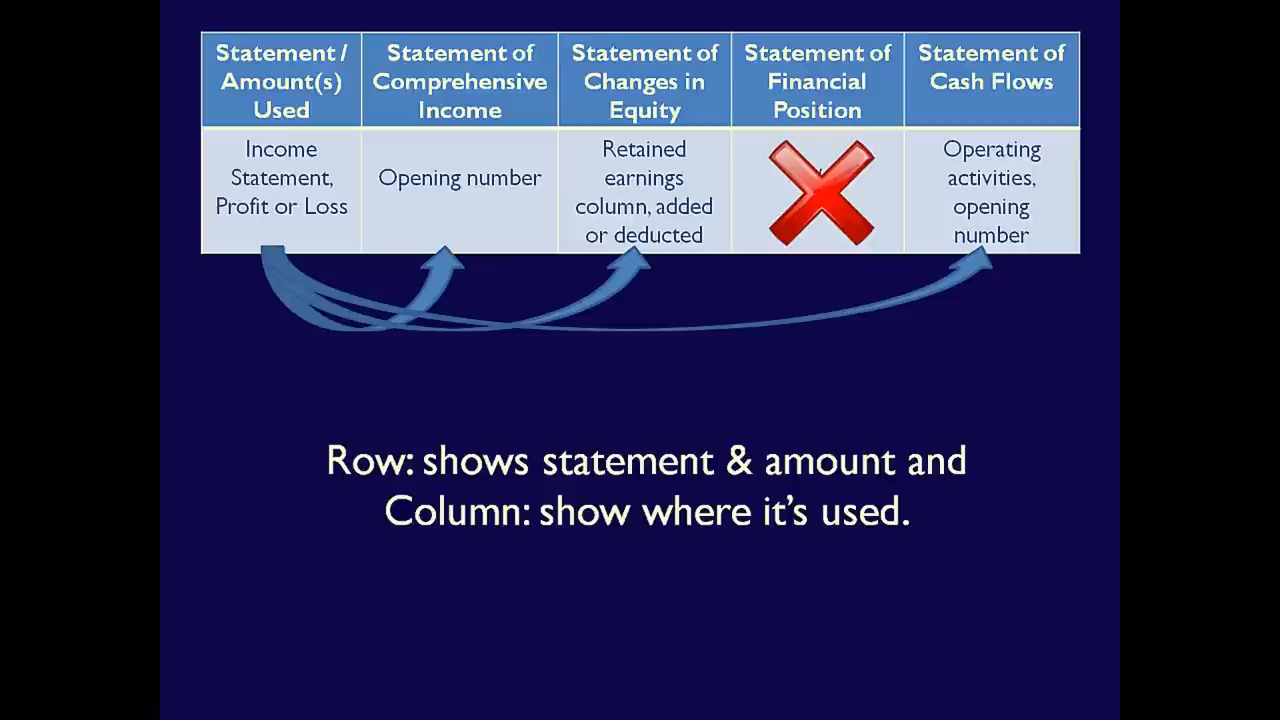 Statement /
Amount(s)
Used
Statement of
Comprehensive
Income
Statement of
Changes in
Equity
Statement of
Financial
Position
Statement of
Cash Flows
Income
Statement,
Profit or Loss
Opening number
Retained
earnings
column, added
or deducted
Operating
activities,
opening
number
Row: shows statement & amount and
Column: show where it's used.